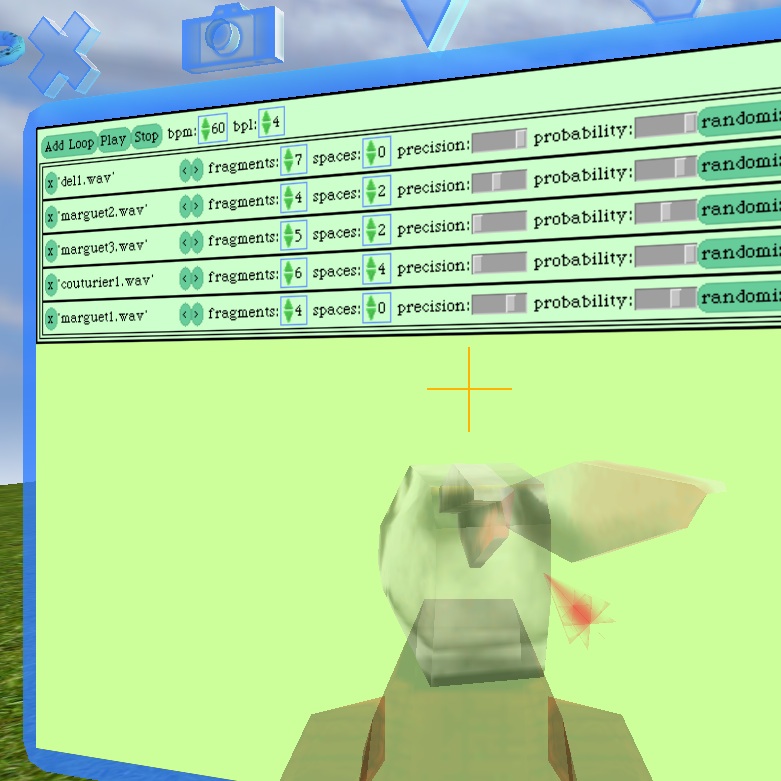 Add Loop Play Stop bpm: 60 bpl: 4
x 'del1.wav' < > fragments: 7 spaces: 0 precision: probability: randomiz
x 'marguet2.wav' < > fragments: 4 spaces: 2 precision: probability: randomiz
x 'marguet3.wav' < > fragments: 5 spaces: 2 precision: probability: randomiz
x 'couturier1.wav' < > fragments: 6 spaces: 4 precision: probability: randomiz
x 'marguet1.wav' < > fragments: 4 spaces: 0 precision: probability: randomiz